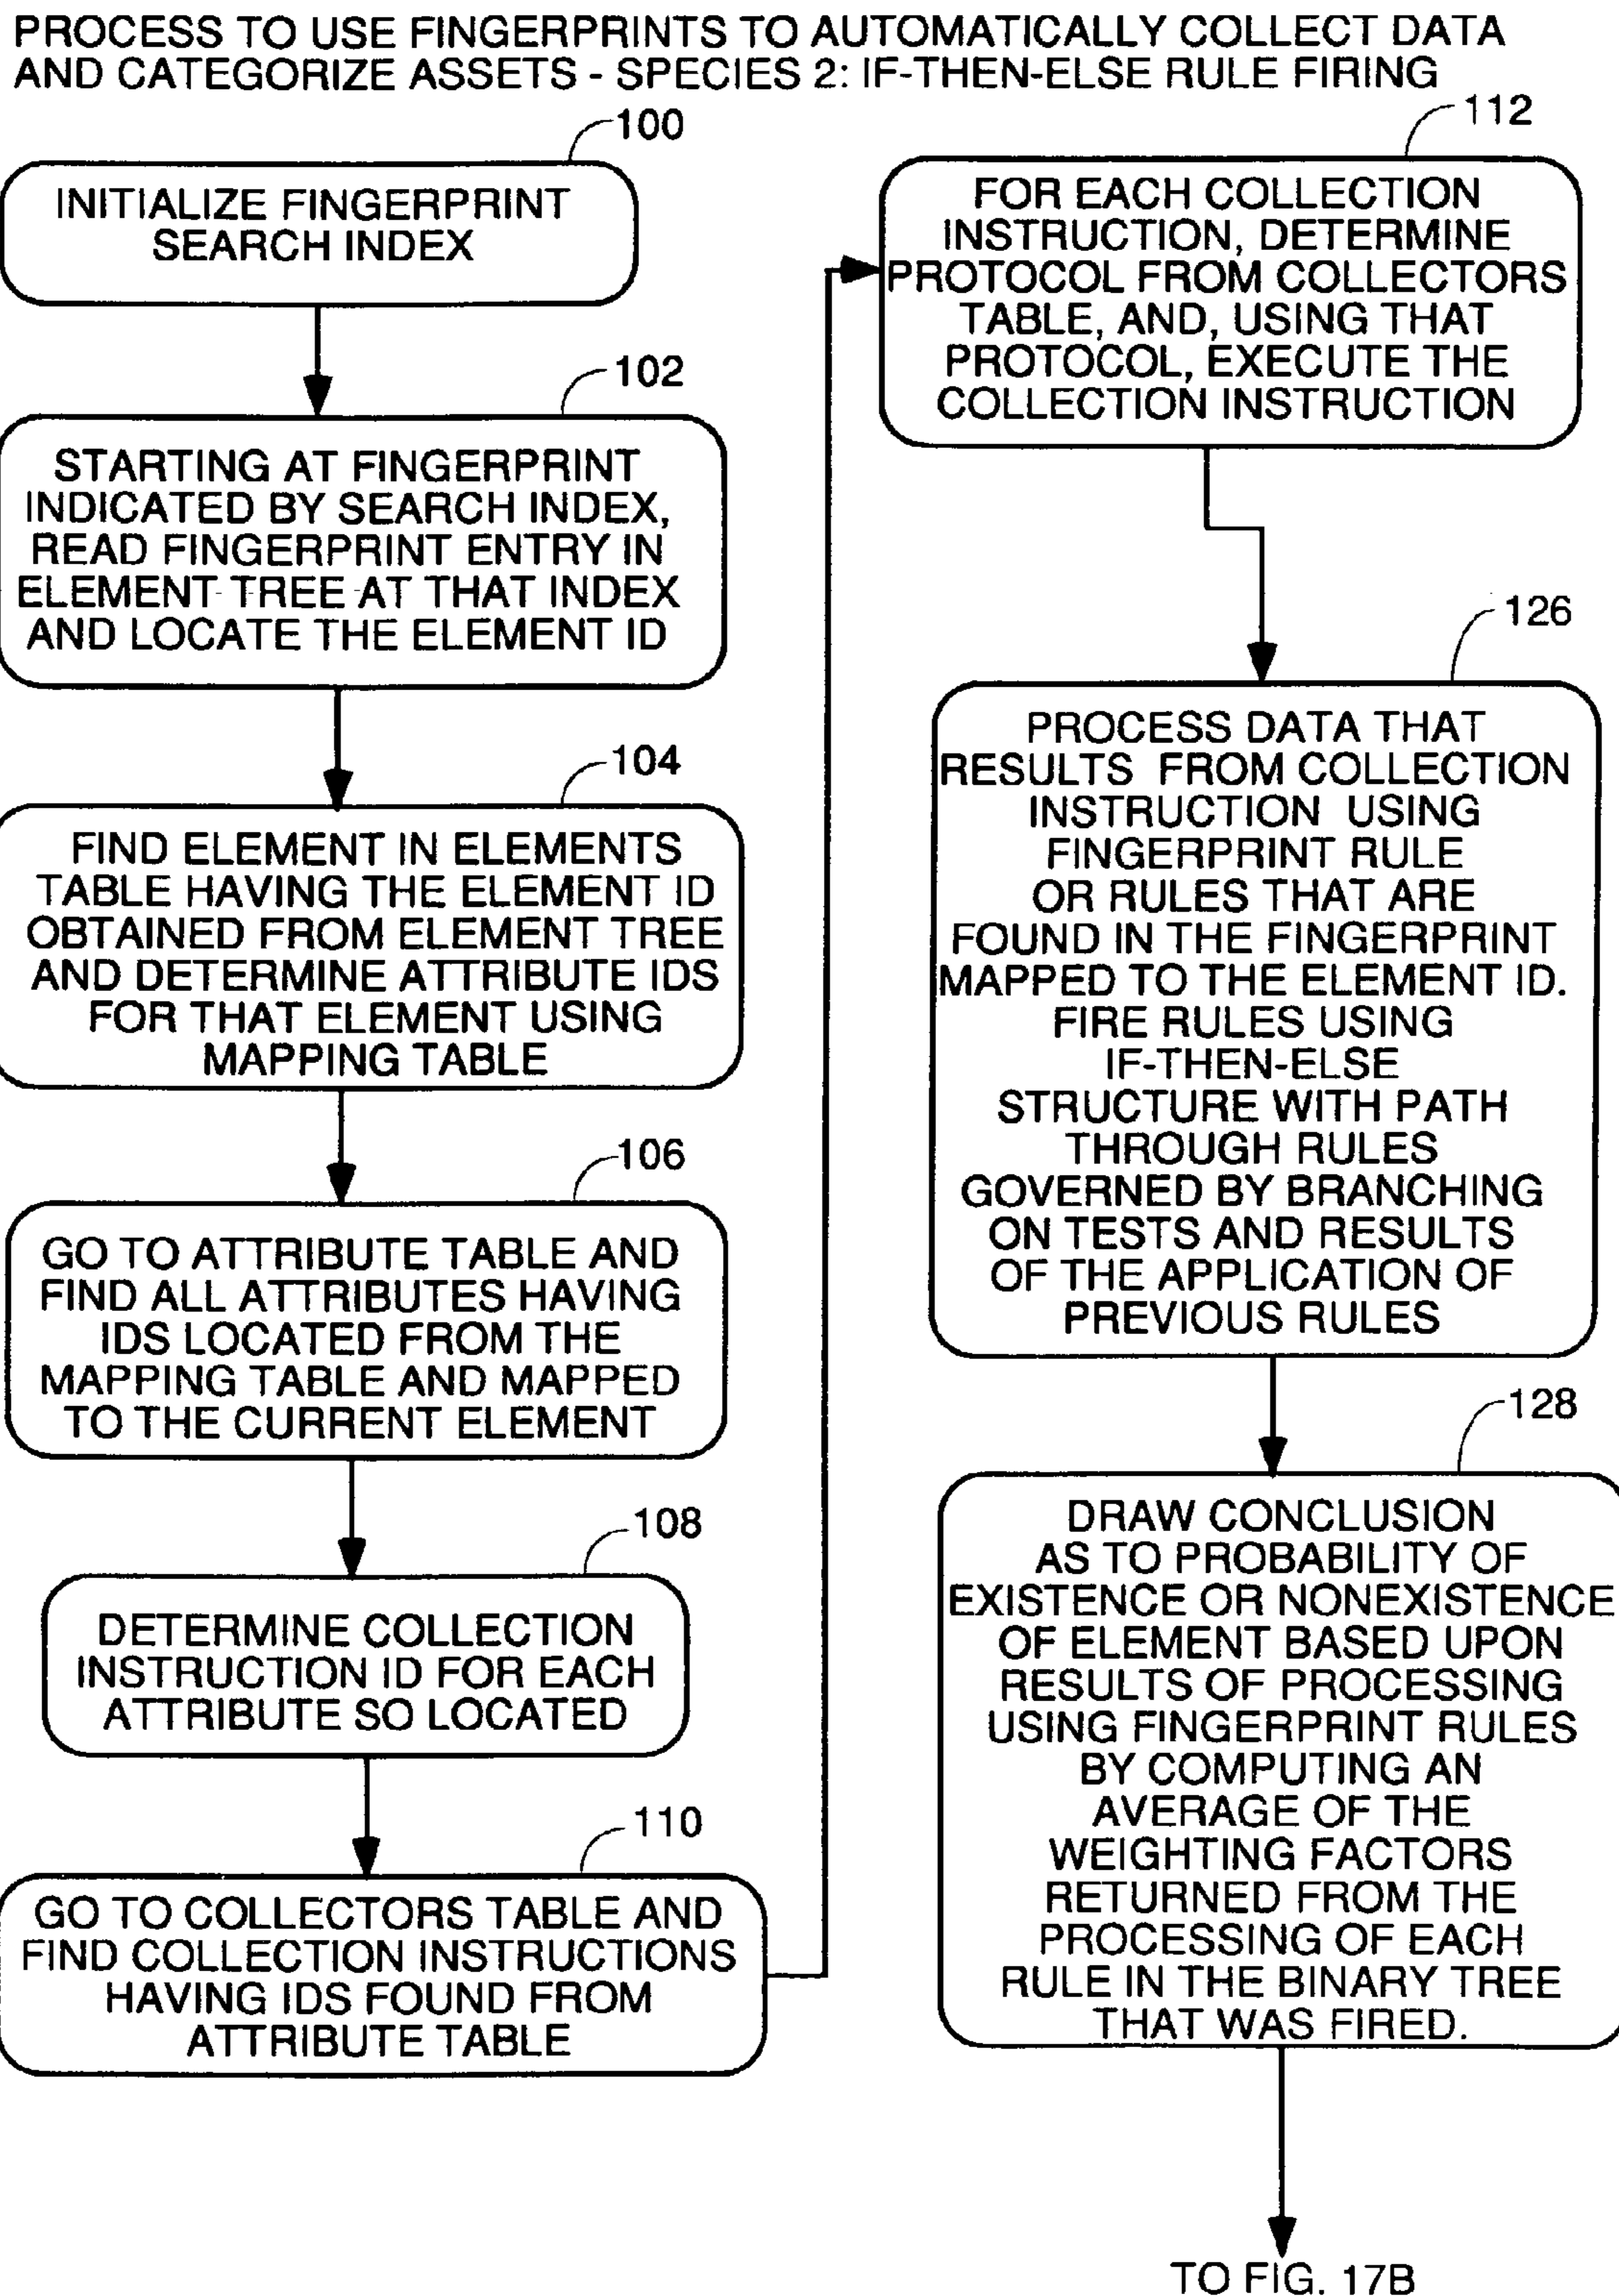 PROCESS TO USE FINGERPRINTS TO AUTOMATICALLY COLLECT DATA
AND CATEGORIZE ASSETS - SPECIES 2: IF-THEN-ELSE RULE FIRING
100
INITIALIZE FINGERPRINT
SEARCH INDEX
102
STARTING AT FINGERPRINT
INDICATED BY SEARCH INDEX,
READ FINGERPRINT ENTRY IN
ELEMENT TREE AT THAT INDEX
AND LOCATE THE ELEMENT ID
104
FIND ELEMENT IN ELEMENTS
TABLE HAVING THE ELEMENT ID
OBTAINED FROM ELEMENT TREE
AND DETERMINE ATTRIBUTE IDS
FOR THAT ELEMENT USING
MAPPING TABLE
106
GO TO ATTRIBUTE TABLE AND
FIND ALL ATTRIBUTES HAVING
IDS LOCATED FROM THE
MAPPING TABLE AND MAPPED
TO THE CURRENT ELEMENT
108
DETERMINE COLLECTION
INSTRUCTION ID FOR EACH
ATTRIBUTE SO LOCATED
110
GO TO COLLECTORS TABLE AND
FIND COLLECTION INSTRUCTIONS
HAVING IDS FOUND FROM
ATTRIBUTE TABLE
112
FOR EACH COLLECTION
INSTRUCTION, DETERMINE
PROTOCOL FROM COLLECTORS
TABLE, AND, USING THAT
PROTOCOL, EXECUTE THE
COLLECTION INSTRUCTION
126
PROCESS DATA THAT
RESULTS FROM COLLECTION
INSTRUCTION USING
FINGERPRINT RULE
OR RULES THAT ARE
FOUND IN THE FINGERPRINT
MAPPED TO THE ELEMENT ID.
FIRE RULES USING
IF-THEN-ELSE
STRUCTURE WITH PATH
THROUGH RULES
GOVERNED BY BRANCHING
ON TESTS AND RESULTS
OF THE APPLICATION OF
PREVIOUS RULES
128
DRAW CONCLUSION
AS TO PROBABILITY OF
EXISTENCE OR NONEXISTENCE
OF ELEMENT BASED UPON
RESULTS OF PROCESSING
USING FINGERPRINT RULES
BY COMPUTING AN
AVERAGE OF THE
WEIGHTING FACTORS
RETURNED FROM THE
PROCESSING OF EACH
RULE IN THE BINARY TREE
THAT WAS FIRED.
TO FIG. 17B